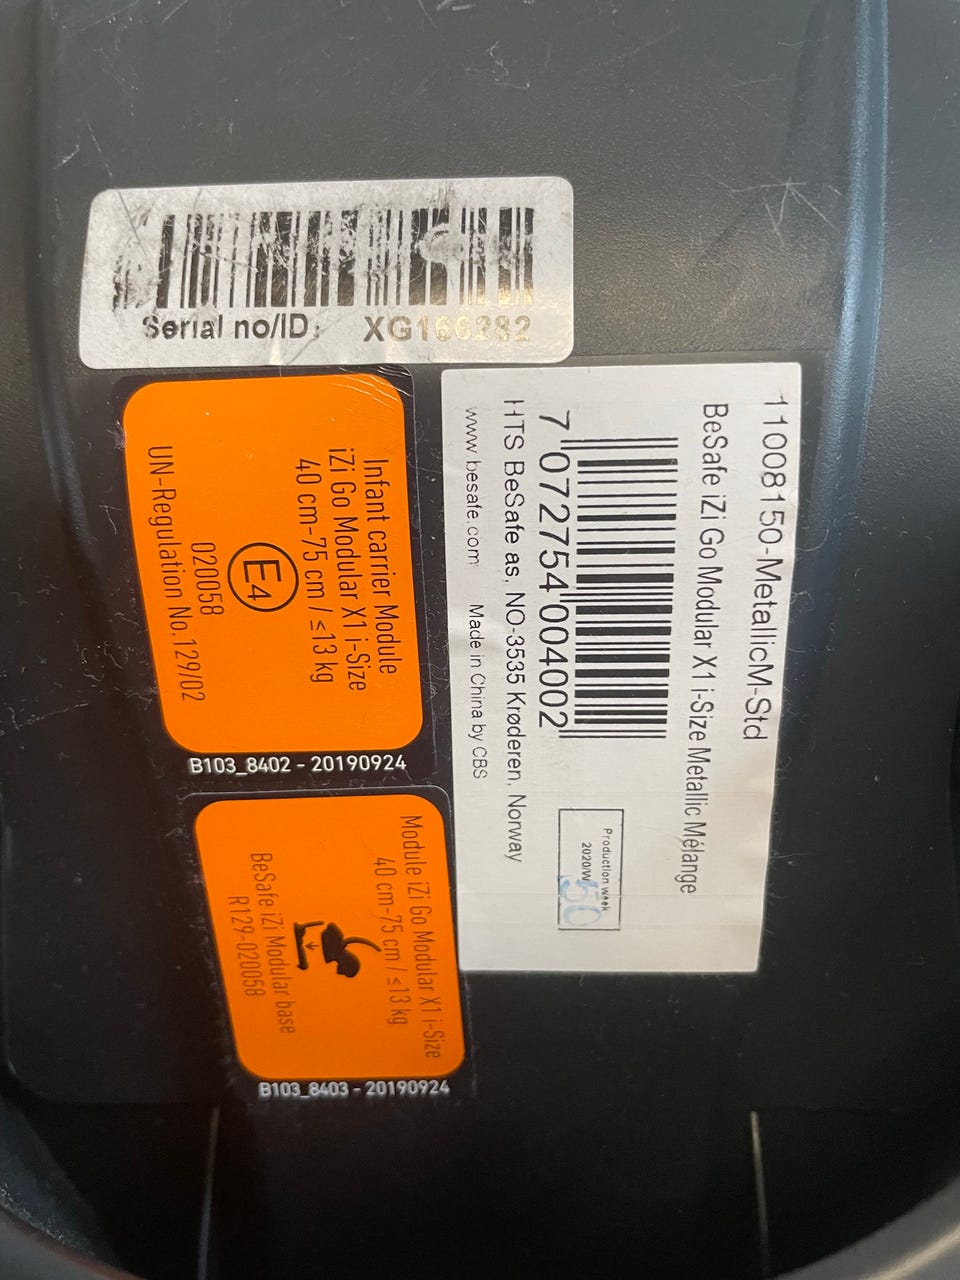 Serial no/ID: XG166282
11008150-MetallicM-Std
BeSafe iZi Go Modular X1 i-Size Metallic Mélange
7 072754 004002
Production week
2020/W 50
HTS BeSafe as, NO-3535 Krøderen, Norway
www.besafe.com Made in China by CBS
Infant carrier Module
iZi Go Modular X1 i-Size
40 cm-75 cm / ≤13 kg
E4
020058
UN-Regulation No.129/02
B103_8402 - 20190924
Module iZi Go Modular X1 i-Size
40 cm-75 cm / ≤13 kg
BeSafe iZi Modular base
R129-020058
B103_8403 - 20190924